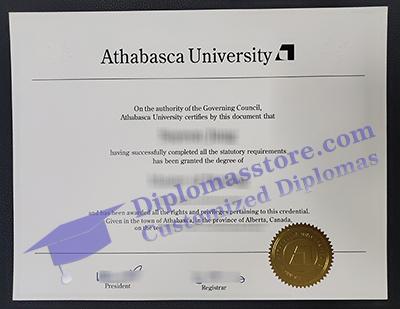 Athabasca University
On the authority of the Governing Council,
Athabasca University certifies by this document that
having successfully completed all the statutory requirements
has been granted the degree of
and has been awarded all the rights and privileges pertaining to this credential.
Given in the town of Athabasca, in the province of Alberta, Canada,
on the
President
Registrar
Diplomasstore.com
Customized Diplomas